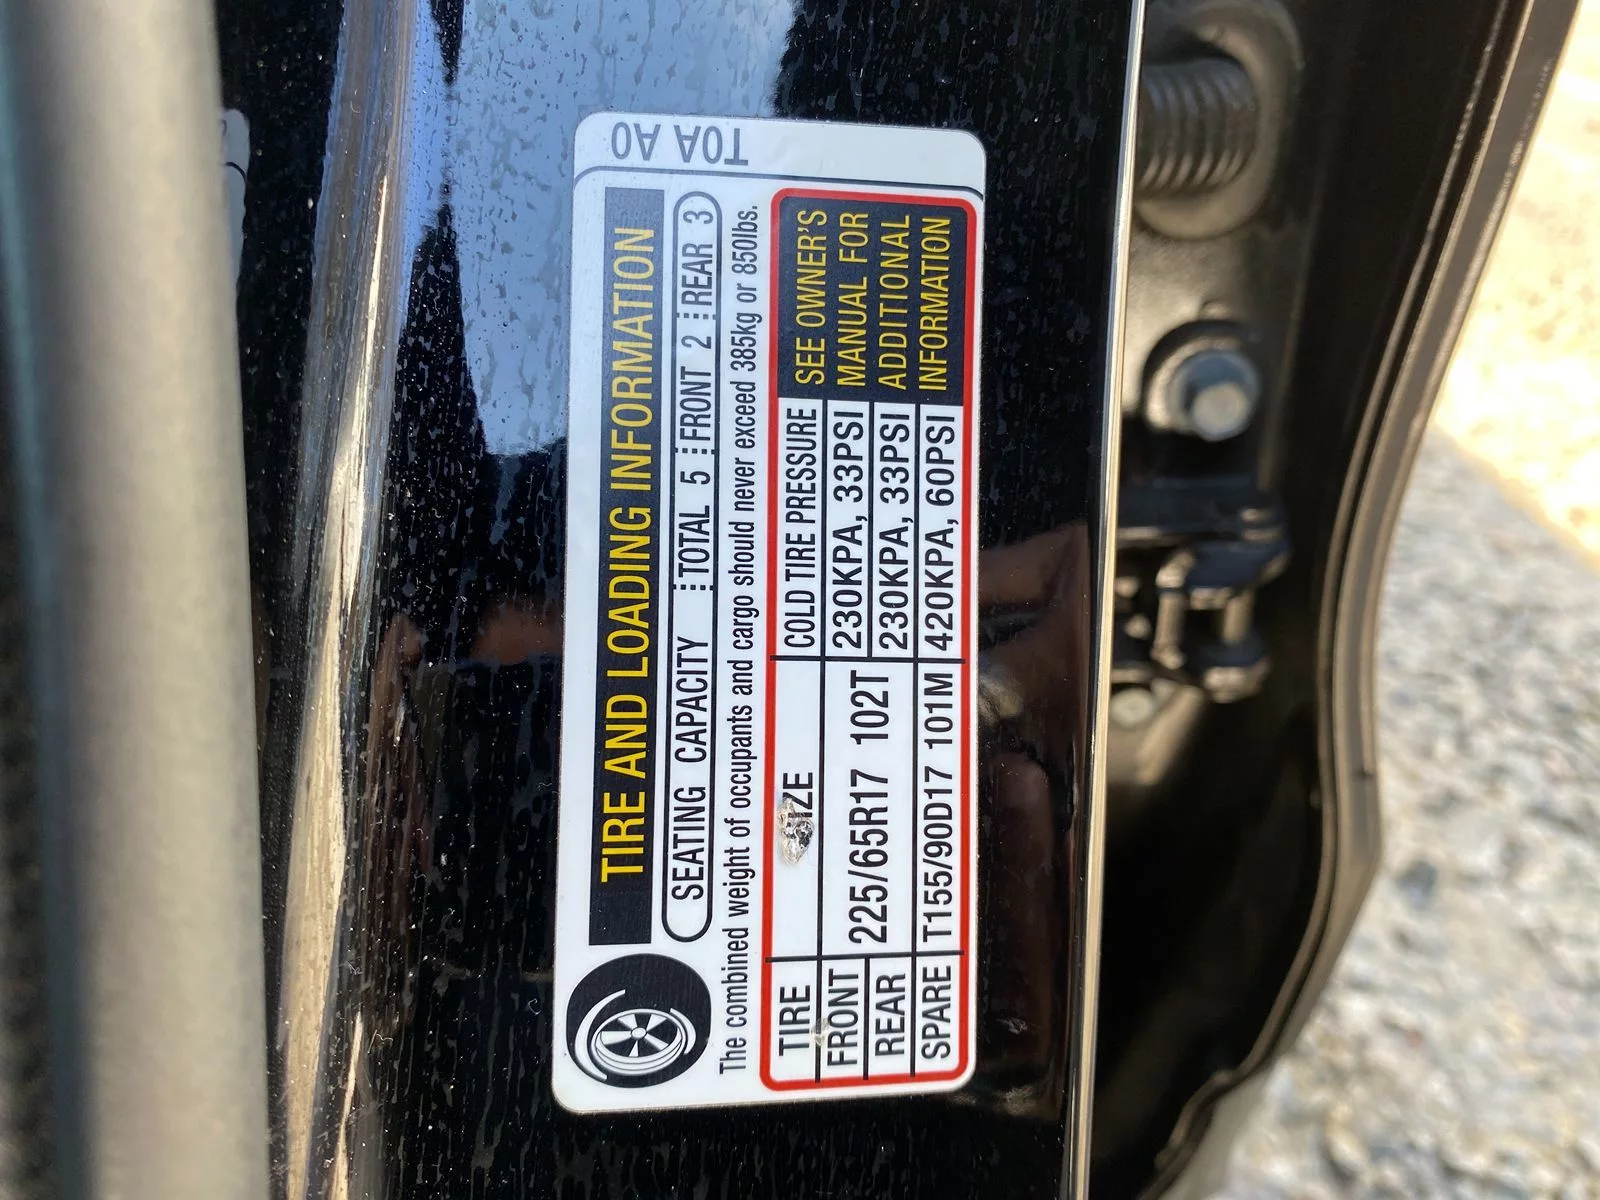 T0A A0
TIRE AND LOADING INFORMATION
SEATING CAPACITY TOTAL 5 FRONT 2 REAR 3
The combined weight of occupants and cargo should never exceed 385kg or 850lbs.
TIRE COLD TIRE PRESSURE
FRONT 225/65R17 102T 230KPA, 33PSI
REAR 230KPA, 33PSI
SPARE T155/90D17 101M 420KPA, 60PSI
SEE OWNER'S
MANUAL FOR
ADDITIONAL
INFORMATION